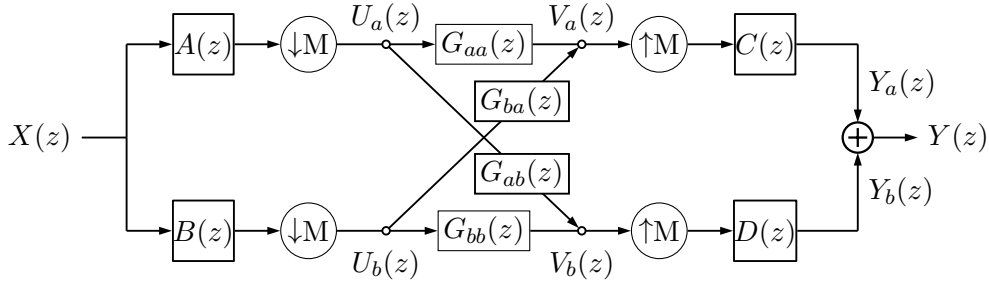 U_a(z) V_a(z)
A(z) ↓M G_aa(z) ↑M C(z)
Y_a(z)
G_ba(z)
X(z) + Y(z)
G_ab(z)
Y_b(z)
B(z) ↓M G_bb(z) ↑M D(z)
U_b(z) V_b(z)